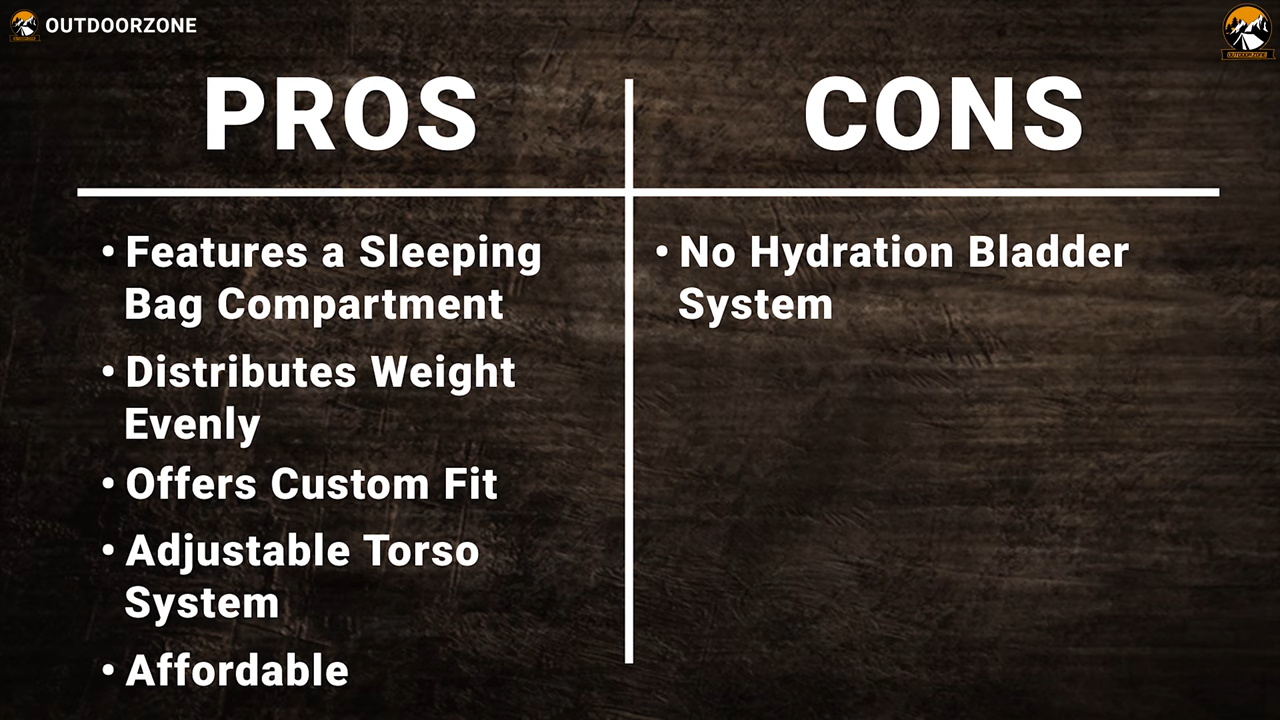 OUTDOORZONE
OUTDOORZONE
PROS
CONS
• Features a Sleeping
Bag Compartment
• Distributes Weight
Evenly
• Offers Custom Fit
• Adjustable Torso
System
• Affordable
• No Hydration Bladder
System